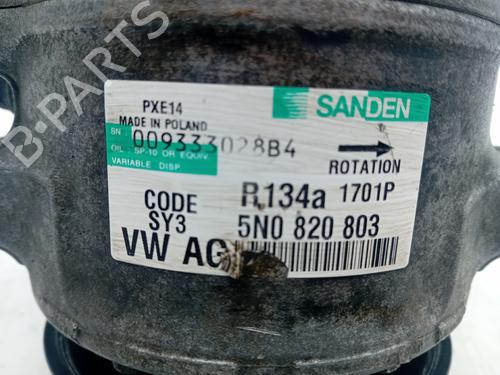 B-PARTS
PXE14
SANDEN
MADE IN POLAND
SN 009333028B4
OIL: SP-10 OR EQUIV.
VARIABLE DISP.
ROTATION
CODE R134a 1701P
SY3 5N0 820 803
VW AG